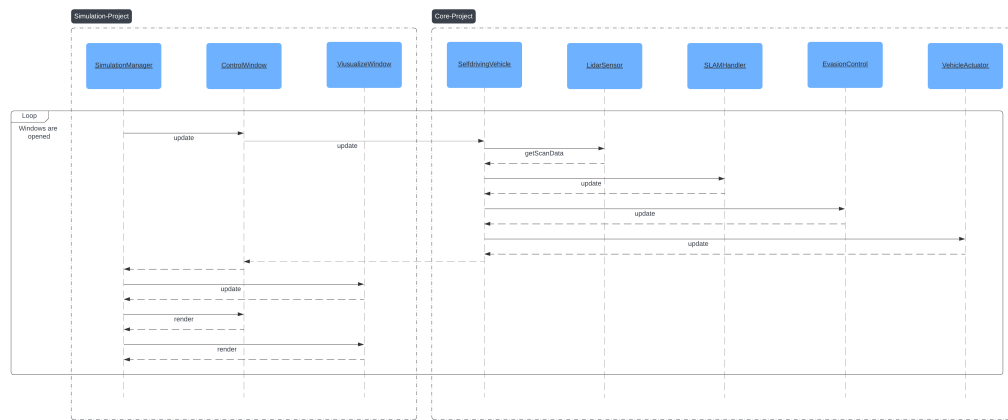 Simulation-Project
Core-Project
SimulationManager
ControlWindow
ViusualizeWindow
SelfdrivingVehicle
LidarSensor
SLAMHandler
EvasionControl
VehicleActuator
Loop
Windows are
opened
update
update
getScanData
update
update
update
update
render
render